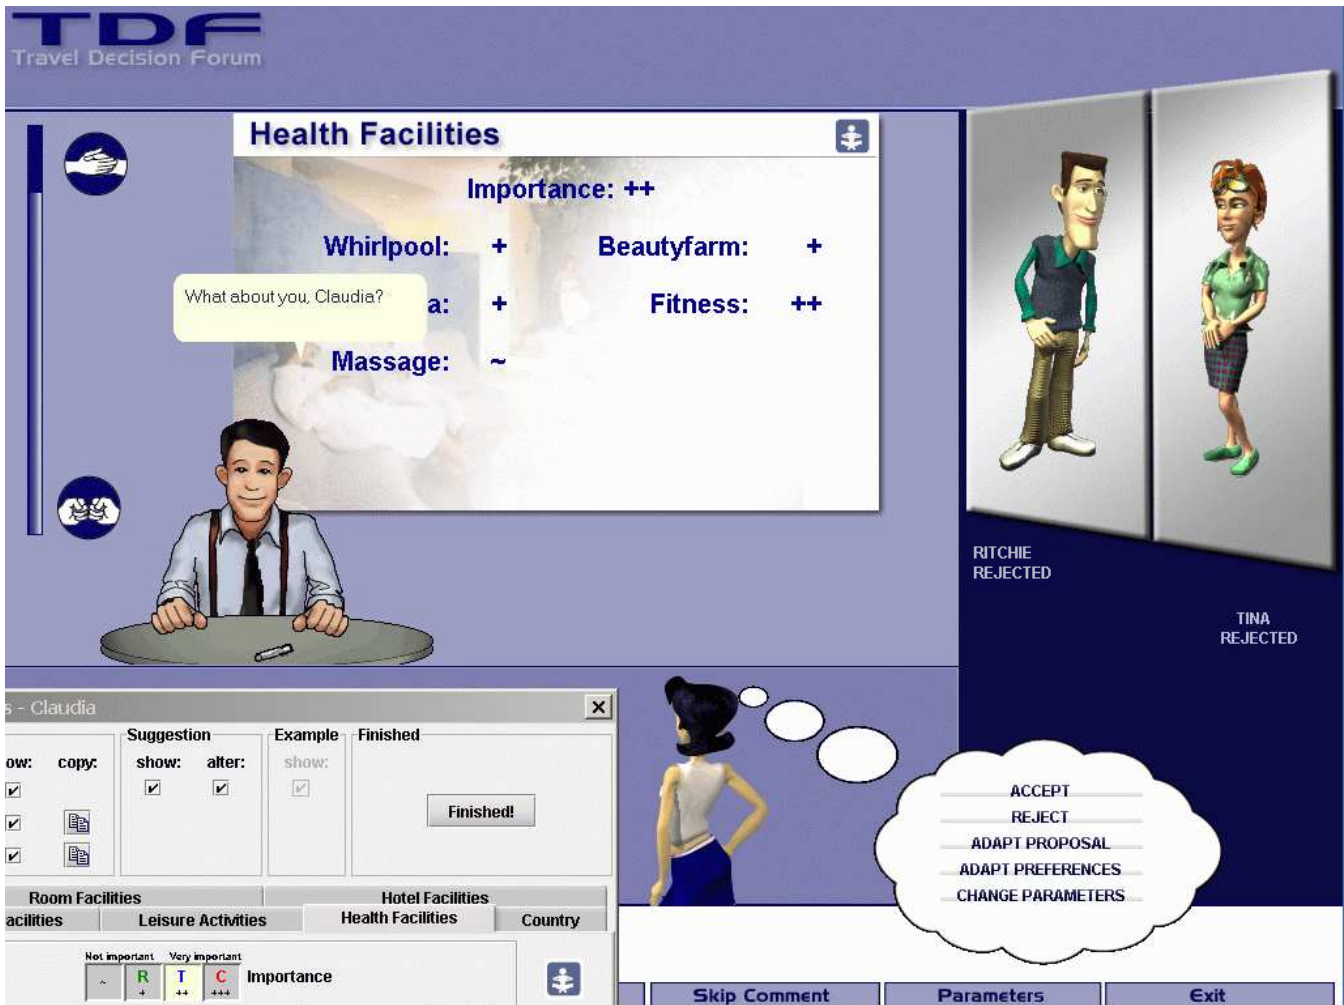 TDF
Travel Decision Forum
Health Facilities
Importance: ++
Whirlpool: + Beautyfarm: +
What about you, Claudia?
a: + Fitness: ++
Massage: ~
RITCHIE
REJECTED
TINA
REJECTED
s - Claudia
Suggestion Example Finished
ow: copy: show: alter: show:
Finished!
Room Facilities Hotel Facilities
acilities Leisure Activities Health Facilities Country
Not important Very important
~ R T C Importance
+ ++ +++
ACCEPT
REJECT
ADAPT PROPOSAL
ADAPT PREFERENCES
CHANGE PARAMETERS
Skip Comment Parameters Exit